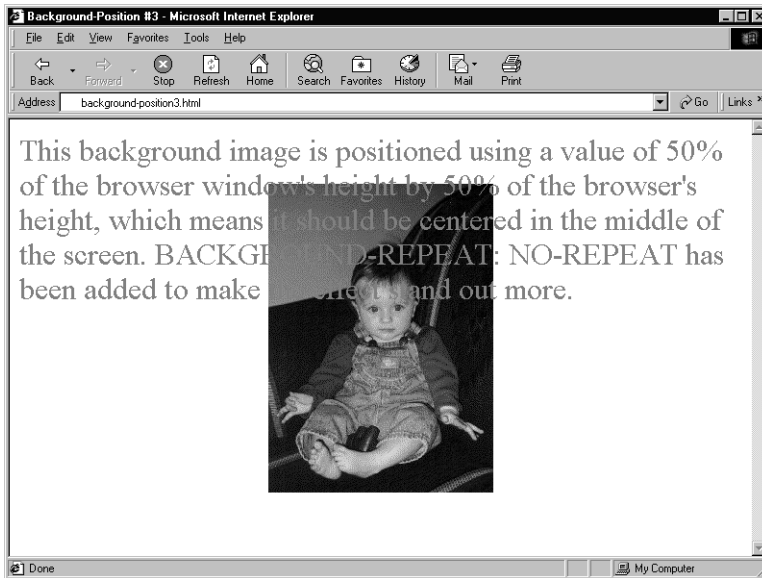 Background-Position #3 - Microsoft Internet Explorer
File Edit View Favorites Tools Help
Back Forward Stop Refresh Home Search Favorites History Mail Print
Address background-position3.html Go Links »
This background image is positioned using a value of 50%
of the browser window's height by 50% of the browser's
height, which means it should be centered in the middle of
the screen. BACKGROUND-REPEAT: NO-REPEAT has
been added to make effect stand out more.
Done My Computer